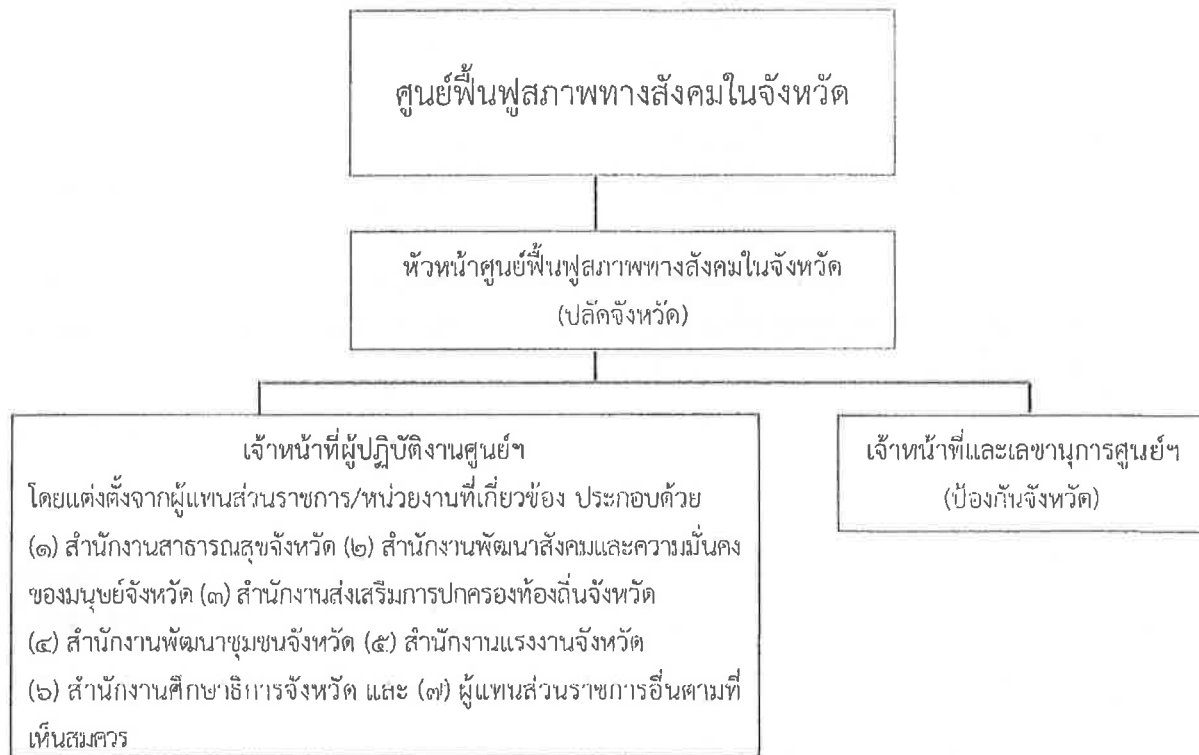 ศูนย์ฟื้นฟูสภาพทางสังคมในจังหวัด
หัวหน้าศูนย์ฟื้นฟูสภาพทางสังคมในจังหวัด
(ปลัดจังหวัด)
เจ้าหน้าที่ผู้ปฏิบัติงานศูนย์ฯ
โดยแต่งตั้งจากผู้แทนส่วนราชการ/หน่วยงานที่เกี่ยวข้อง ประกอบด้วย
(๑) สำนักงานสาธารณสุขจังหวัด (๒) สำนักงานพัฒนาสังคมและความมั่นคง
ของมนุษย์จังหวัด (๓) สำนักงานส่งเสริมการปกครองท้องถิ่นจังหวัด
(๔) สำนักงานพัฒนาชุมชนจังหวัด (๕) สำนักงานแรงงานจังหวัด
(๖) สำนักงานศึกษาธิการจังหวัด และ (๗) ผู้แทนส่วนราชการอื่นตามที่
เห็นสมควร
เจ้าหน้าที่และเลขานุการศูนย์ฯ
(ป้องกันจังหวัด)